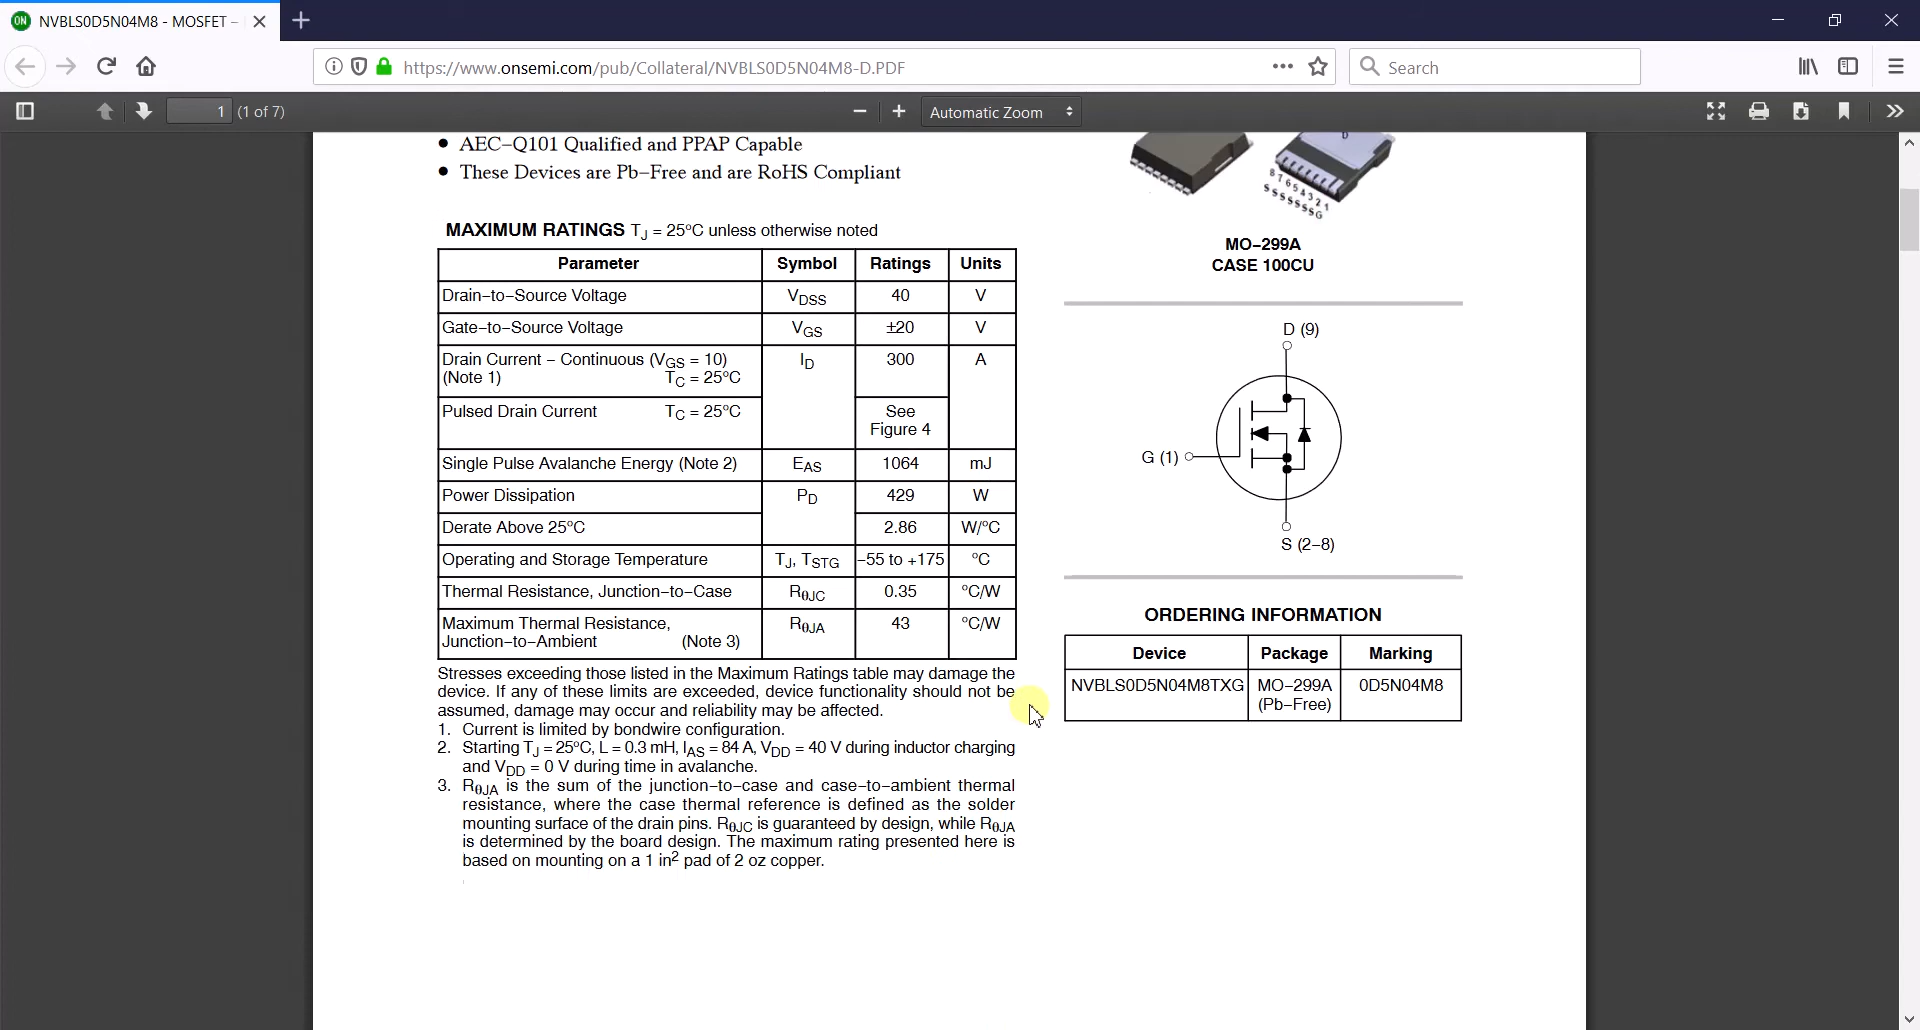 NVBLS0D5N04M8 - MOSFET –
https://www.onsemi.com/pub/Collateral/NVBLS0D5N04M8-D.PDF
Search
1 (1 of 7)
Automatic Zoom
• AEC−Q101 Qualified and PPAP Capable
• These Devices are Pb−Free and are RoHS Compliant
MAXIMUM RATINGS TJ = 25°C unless otherwise noted
Parameter Symbol Ratings Units
Drain−to−Source Voltage VDSS 40 V
Gate−to−Source Voltage VGS ±20 V
Drain Current − Continuous (VGS = 10) ID 300 A
(Note 1) TC = 25°C
Pulsed Drain Current TC = 25°C See
Figure 4
Single Pulse Avalanche Energy (Note 2) EAS 1064 mJ
Power Dissipation PD 429 W
Derate Above 25°C 2.86 W/°C
Operating and Storage Temperature TJ, TSTG −55 to +175 °C
Thermal Resistance, Junction−to−Case RθJC 0.35 °C/W
Maximum Thermal Resistance, RθJA 43 °C/W
Junction−to−Ambient (Note 3)
Stresses exceeding those listed in the Maximum Ratings table may damage the
device. If any of these limits are exceeded, device functionality should not be
assumed, damage may occur and reliability may be affected.
1. Current is limited by bondwire configuration.
2. Starting TJ = 25°C, L = 0.3 mH, IAS = 84 A, VDD = 40 V during inductor charging
and VDD = 0 V during time in avalanche.
3. RθJA is the sum of the junction−to−case and case−to−ambient thermal
resistance, where the case thermal reference is defined as the solder
mounting surface of the drain pins. RθJC is guaranteed by design, while RθJA
is determined by the board design. The maximum rating presented here is
based on mounting on a 1 in2 pad of 2 oz copper.
D
8 7 6 5 4 3 2 1
S S S S S S S G
MO−299A
CASE 100CU
D (9)
G (1)
S (2−8)
ORDERING INFORMATION
Device Package Marking
NVBLS0D5N04M8TXG MO−299A 0D5N04M8
(Pb−Free)